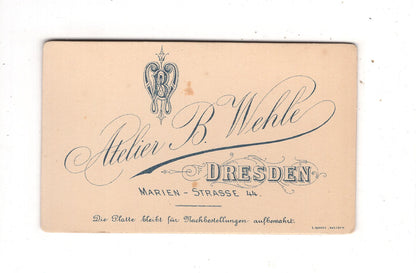 B
Atelier B. Wehle
DRESDEN
MARIEN-STRASSE 44.
Die Platte bleibt für Nachbestellungen aufbewahrt.